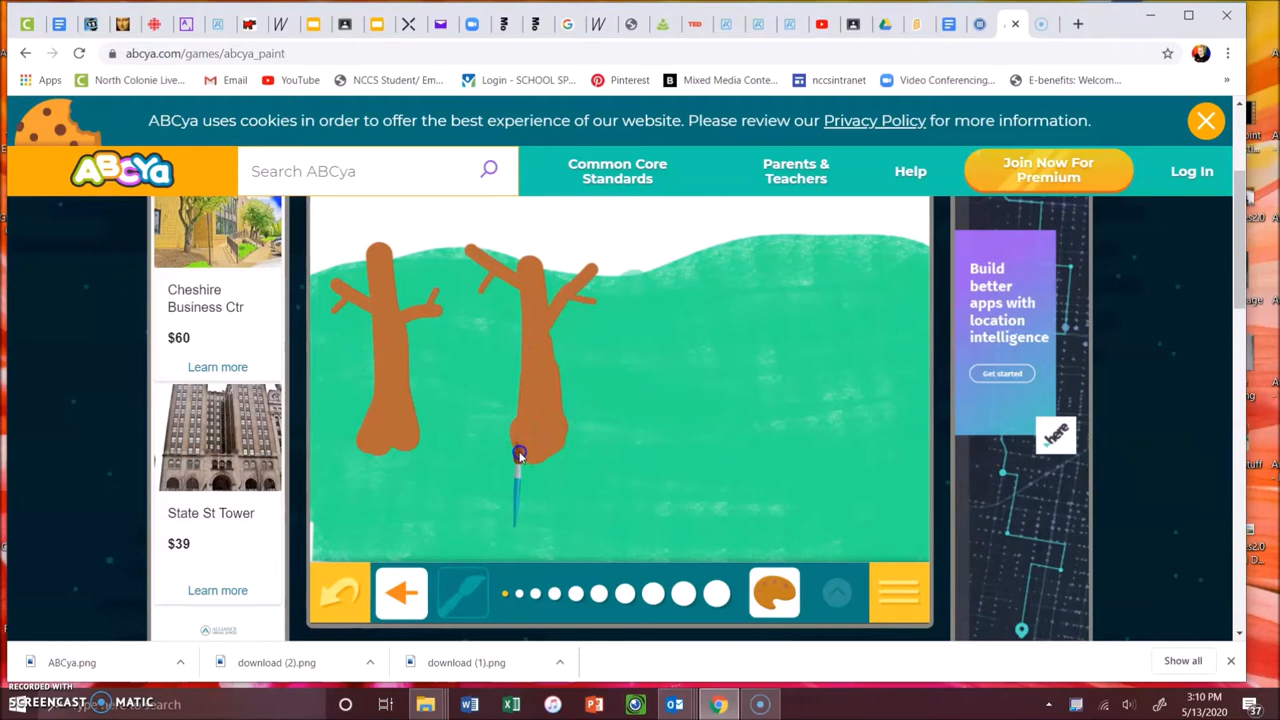 abcya.com/games/abcya_paint
Apps
North Colonie Live...
Email
YouTube
NCCS Student/ Em...
Login - SCHOOL SP...
Pinterest
Mixed Media Conte...
nccsintranet
Video Conferencing...
E-benefits: Welcom...
»
ABCya uses cookies in order to offer the best experience of our website. Please review our Privacy Policy for more information.
ABCYa
Search ABCya
Common Core
Standards
Parents &
Teachers
Help
Join Now For
Premium
Log In
Cheshire
Business Ctr
$60
Learn more
State St Tower
$39
Learn more
Build
better
apps with
location
intelligence
Get started
here
ABCya.png
download (2).png
download (1).png
Show all
RECORDED WITH
SCREENCAST MATIC
Type here to search
3:10 PM
5/13/2020
37